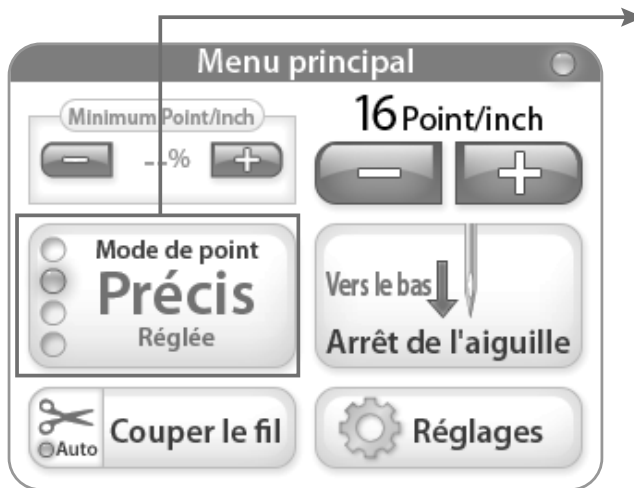 Menu principal
Minimum Point/Inch
--%
16 Point/inch
Mode de point
Précis
Réglée
Vers le bas
Arrêt de l'aiguille
Auto
Couper le fil
Réglages